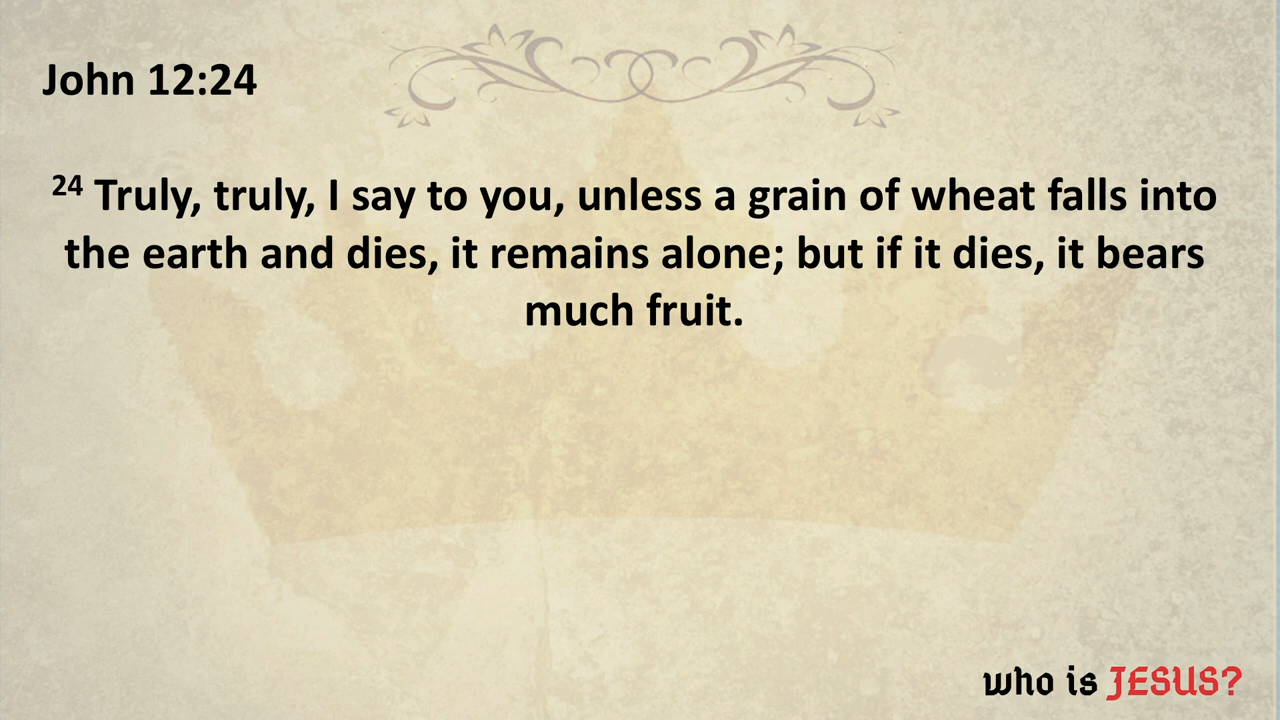 John 12:24
24 Truly, truly, I say to you, unless a grain of wheat falls into
the earth and dies, it remains alone; but if it dies, it bears
much fruit.
who is JESUS?